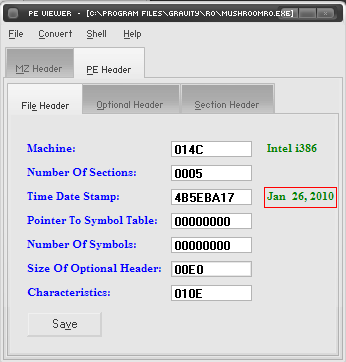 PE VIEWER - [C:\PROGRAM FILES\GRAVITY\RO\MUSHROOMRO.EXE]
File Convert Shell Help
MZ Header PE Header
File Header Optional Header Section Header
Machine: 014C Intel i386
Number Of Sections: 0005
Time Date Stamp: 4B5EBA17 Jan 26, 2010
Pointer To Symbol Table: 00000000
Number Of Symbols: 00000000
Size Of Optional Header: 00E0
Characteristics: 010E
Save